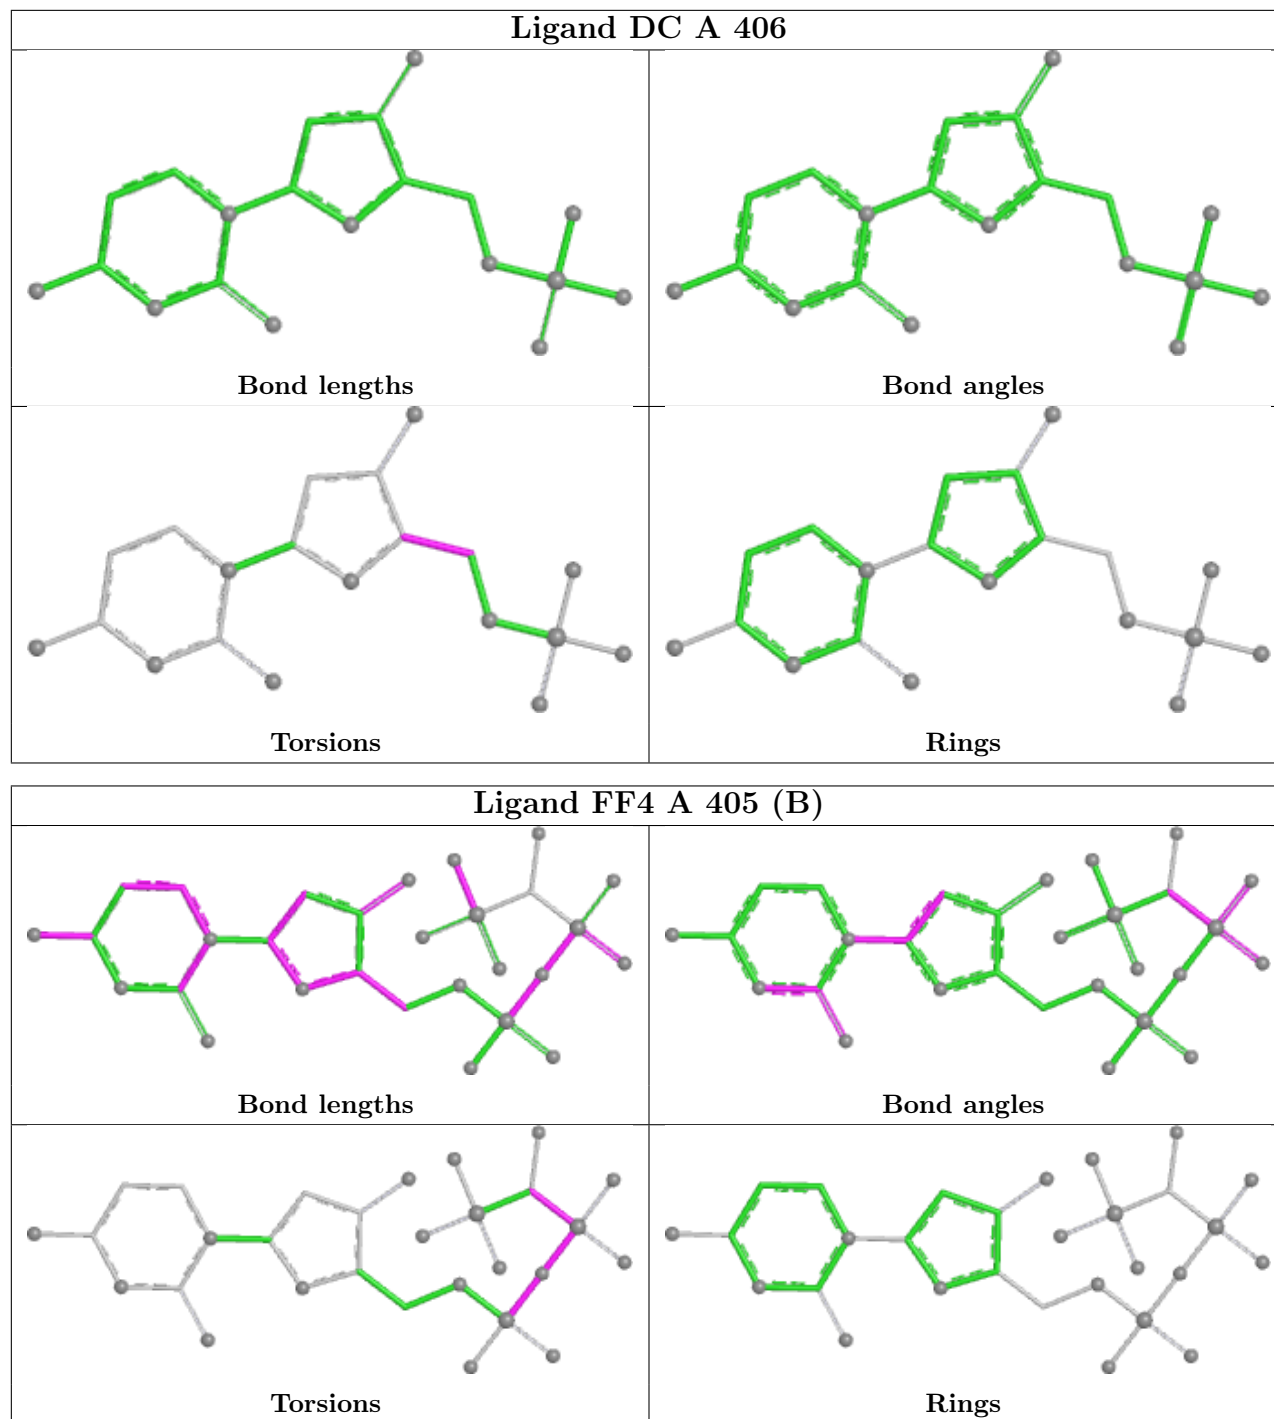 Ligand DC A 406
Bond lengths
Bond angles
Torsions
Rings
Ligand FF4 A 405 (B)
Bond lengths
Bond angles
Torsions
Rings